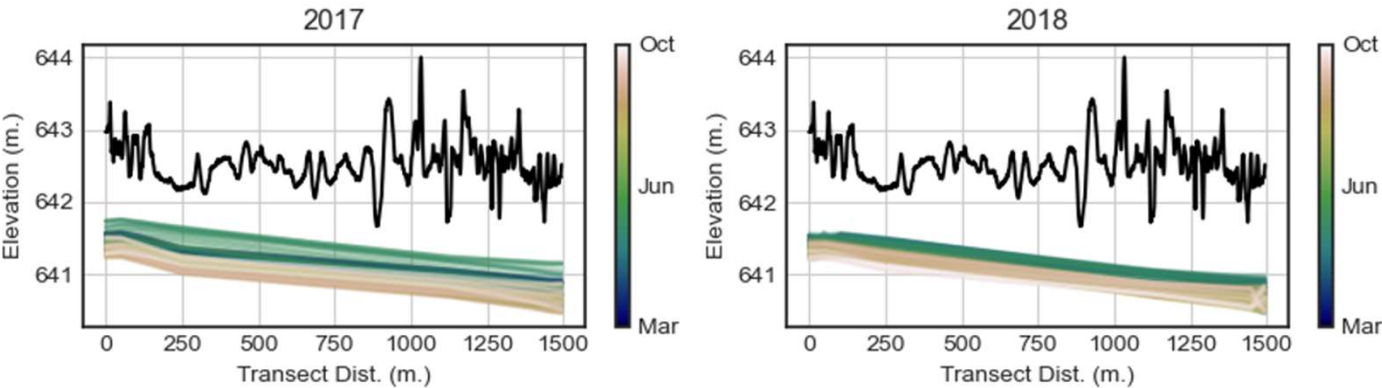 2017
644
643
642
641
Elevation (m.)
0 250 500 750 1000 1250 1500
Transect Dist. (m.)
Oct
Jun
Mar
2018
644
643
642
641
Elevation (m.)
0 250 500 750 1000 1250 1500
Transect Dist. (m.)
Oct
Jun
Mar